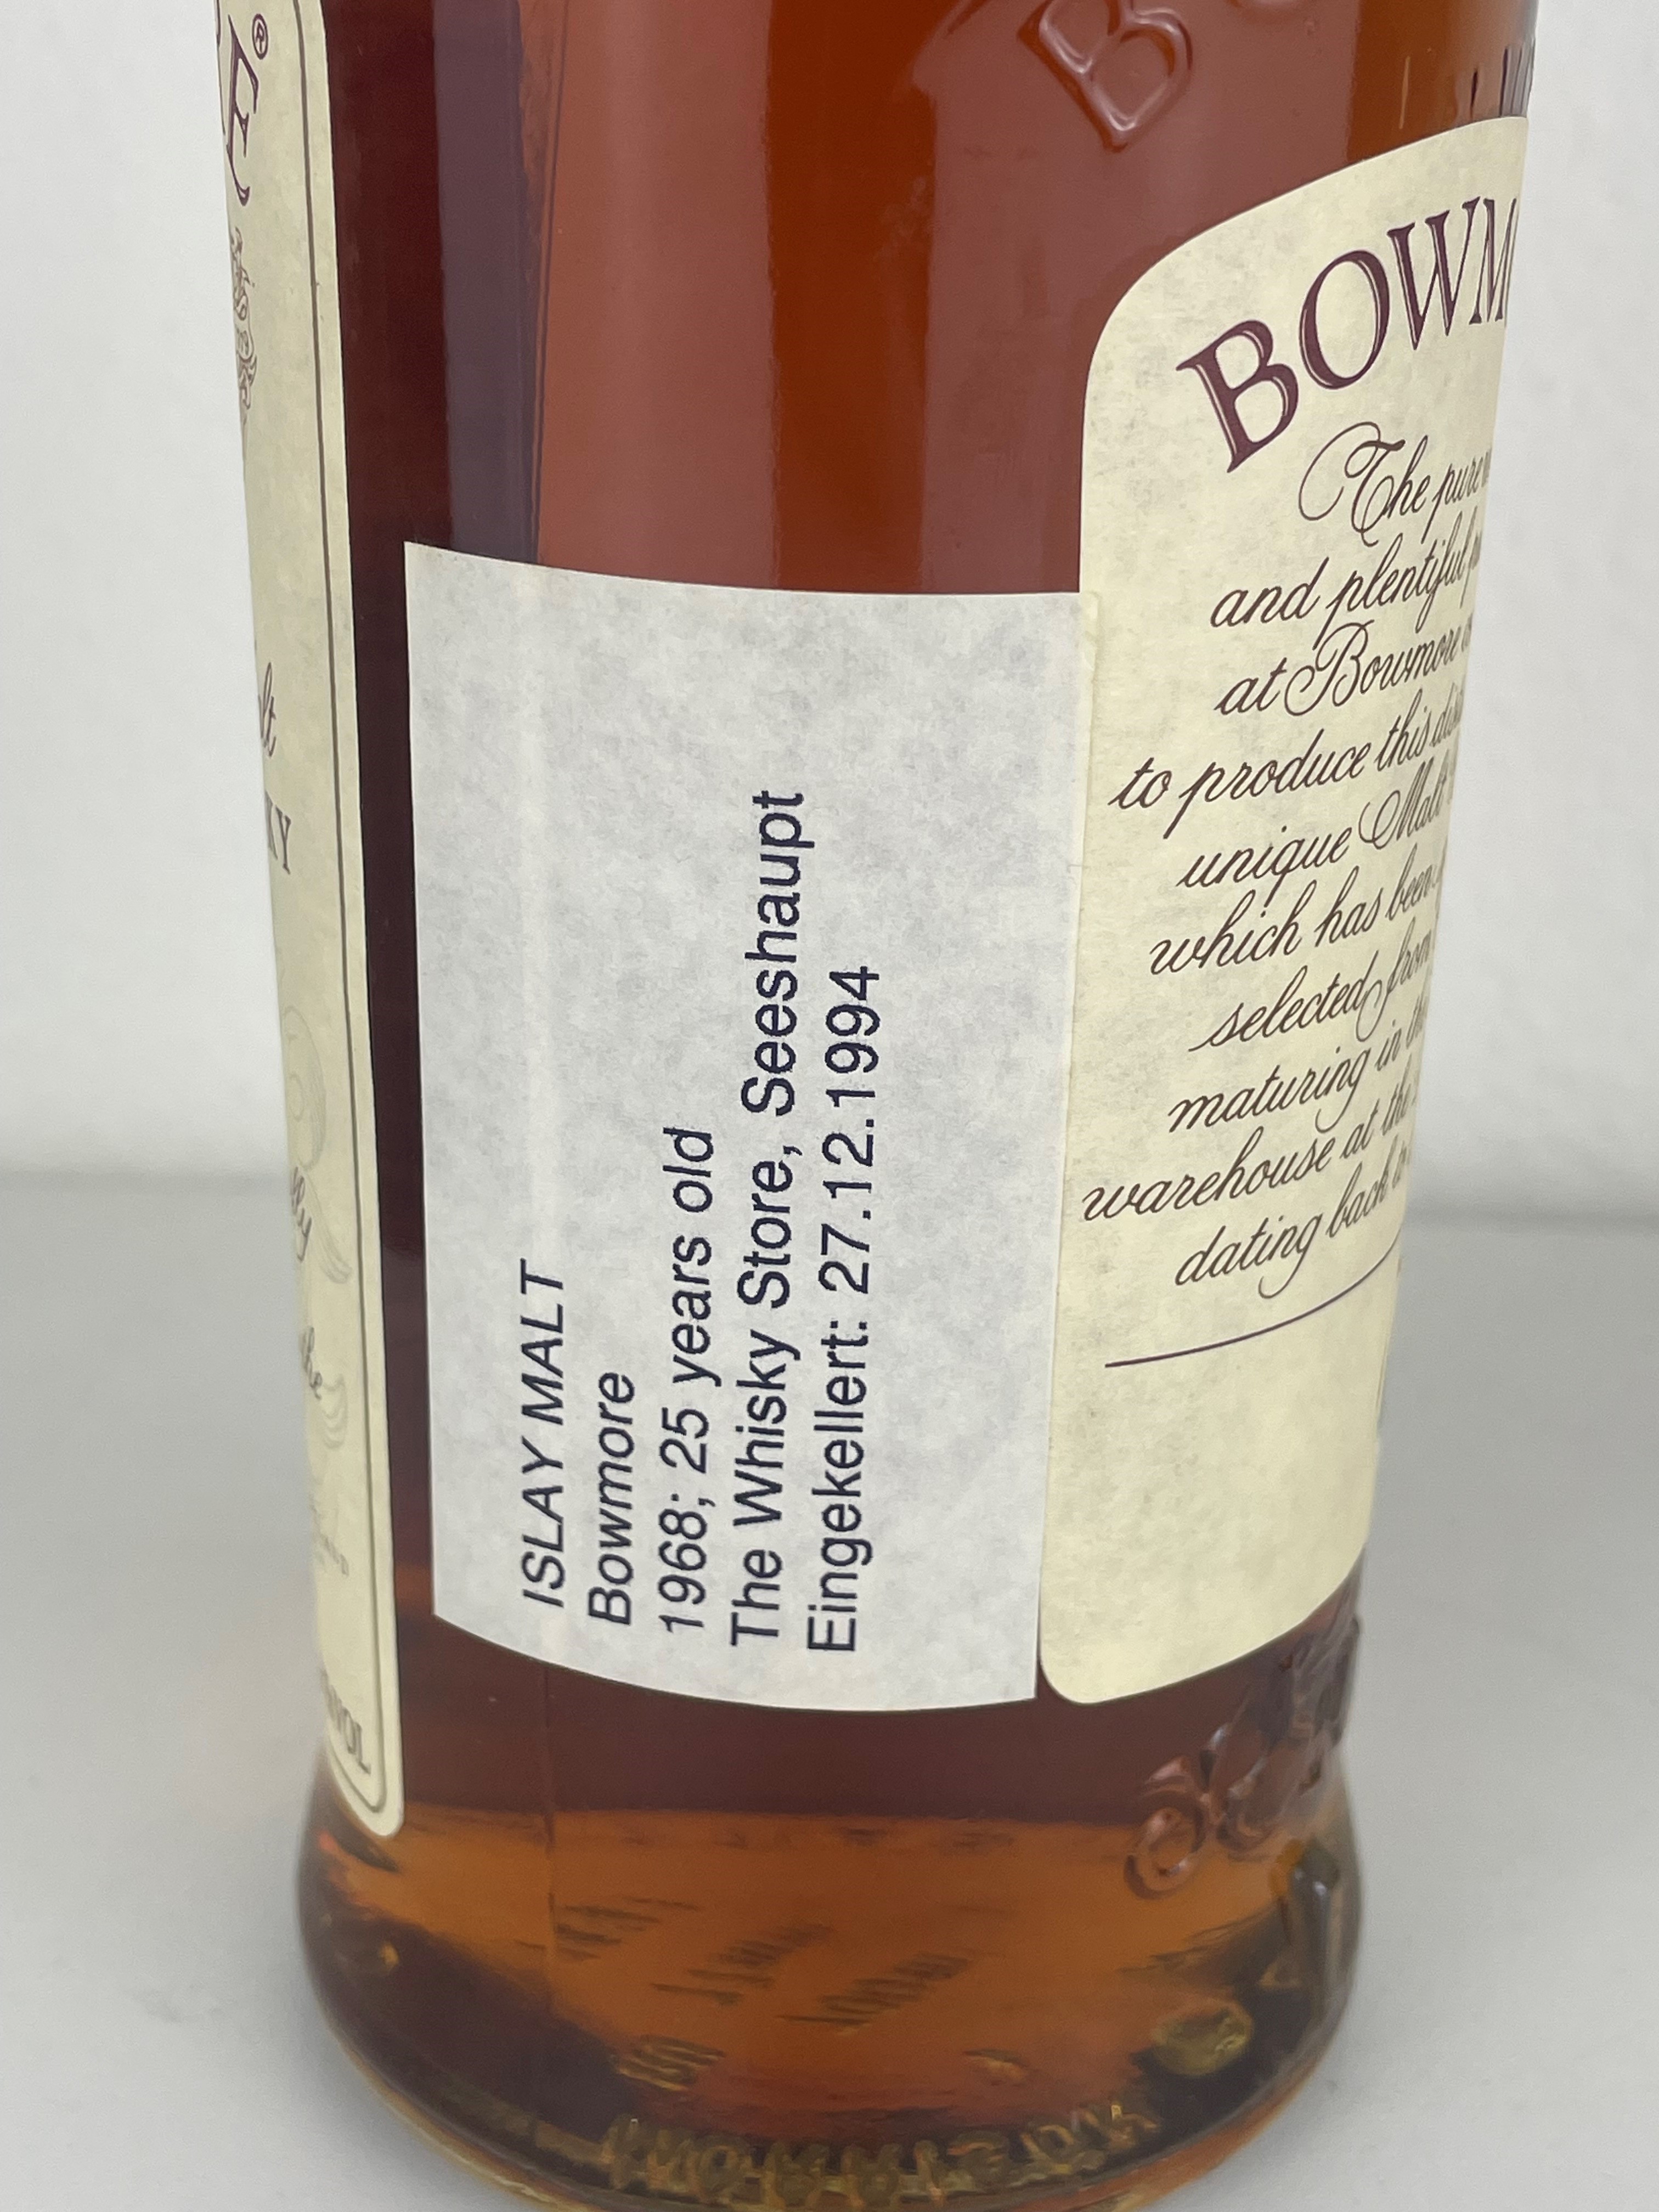 ISLAY MALT
Bowmore
1968; 25 years old
The Whisky Store, Seeshaupt
Eingekellert: 27.12.1994
The pure
and plentiful
at Bowmore
to produce this
unique Malt
which has been
selected from
maturing in the
warehouse at the
dating back to
VOL